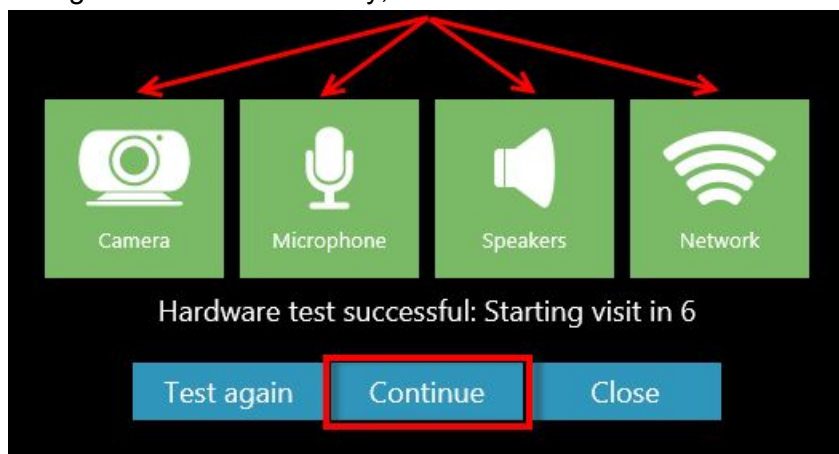 Camera Microphone Speakers Network
Hardware test successful: Starting visit in 6
Test again Continue Close